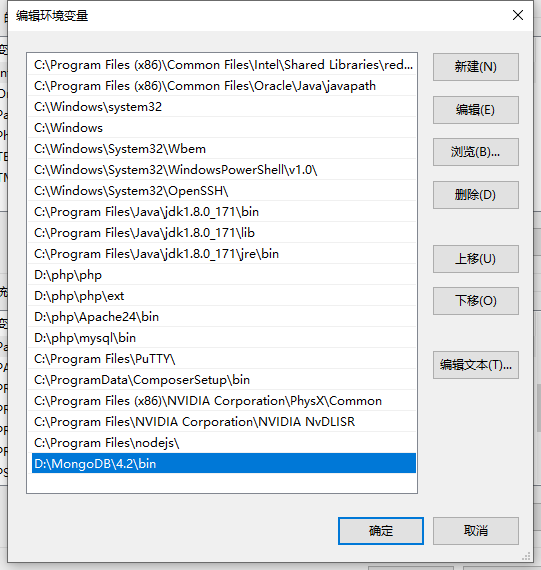 编辑环境变量
C:\Program Files (x86)\Common Files\Intel\Shared Libraries\red...
C:\Program Files (x86)\Common Files\Oracle\Java\javapath
C:\Windows\system32
C:\Windows
C:\Windows\System32\Wbem
C:\Windows\System32\WindowsPowerShell\v1.0\
C:\Windows\System32\OpenSSH\
C:\Program Files\Java\jdk1.8.0_171\bin
C:\Program Files\Java\jdk1.8.0_171\lib
C:\Program Files\Java\jdk1.8.0_171\jre\bin
D:\php\php
D:\php\php\ext
D:\php\Apache24\bin
D:\php\mysql\bin
C:\Program Files\PuTTY\
C:\ProgramData\ComposerSetup\bin
C:\Program Files (x86)\NVIDIA Corporation\PhysX\Common
C:\Program Files\NVIDIA Corporation\NVIDIA NvDLISR
C:\Program Files\nodejs\
D:\MongoDB\4.2\bin
新建(N)
编辑(E)
浏览(B)...
删除(D)
上移(U)
下移(O)
编辑文本(T)...
确定
取消